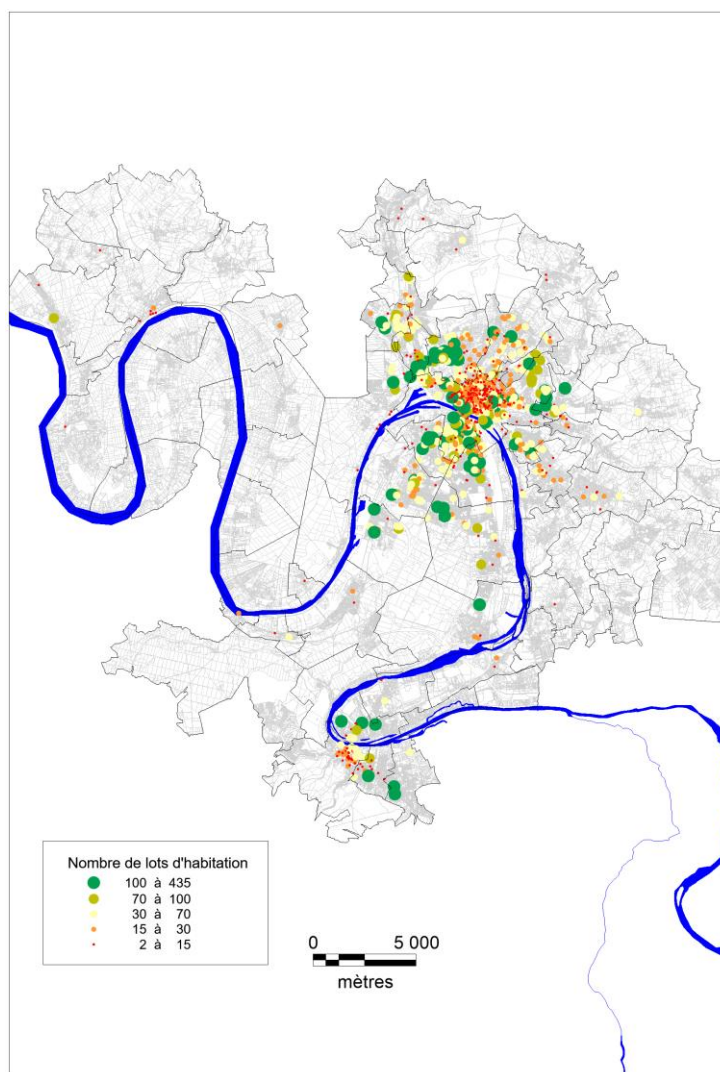 Nombre de lots d'habitation
100 à 435
70 à 100
30 à 70
15 à 30
2 à 15
0 5 000
mètres